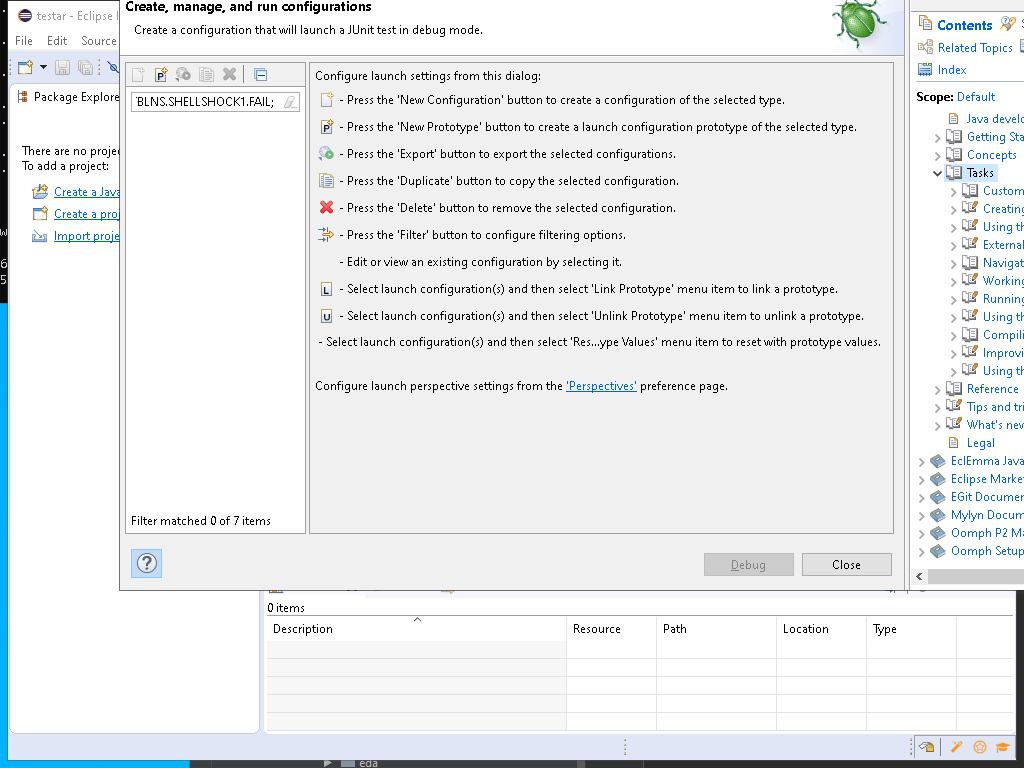 testar - Eclipse I
File Edit Source
Package Explore
There are no projec
To add a project:
Create a Java
Create a proj
Import proje
Create, manage, and run configurations
Create a configuration that will launch a JUnit test in debug mode.
BLNS.SHELLSHOCK1.FAIL;
Filter matched 0 of 7 items
Configure launch settings from this dialog:
- Press the 'New Configuration' button to create a configuration of the selected type.
- Press the 'New Prototype' button to create a launch configuration prototype of the selected type.
- Press the 'Export' button to export the selected configurations.
- Press the 'Duplicate' button to copy the selected configuration.
- Press the 'Delete' button to remove the selected configuration.
- Press the 'Filter' button to configure filtering options.
- Edit or view an existing configuration by selecting it.
L - Select launch configuration(s) and then select 'Link Prototype' menu item to link a prototype.
U - Select launch configuration(s) and then select 'Unlink Prototype' menu item to unlink a prototype.
- Select launch configuration(s) and then select 'Res...ype Values' menu item to reset with prototype values.
Configure launch perspective settings from the 'Perspectives' preference page.
Debug Close
Contents
Related Topics
Index
Scope: Default
Java develo
Getting Sta
Concepts
Tasks
Custom
Creating
Using th
External
Navigat
Working
Running
Using th
Compili
Improvi
Using th
Reference
Tips and tri
What's new
Legal
EclEmma Java
Eclipse Marke
EGit Documen
Mylyn Docum
Oomph P2 Ma
Oomph Setup
0 items
Description Resource Path Location Type
eda